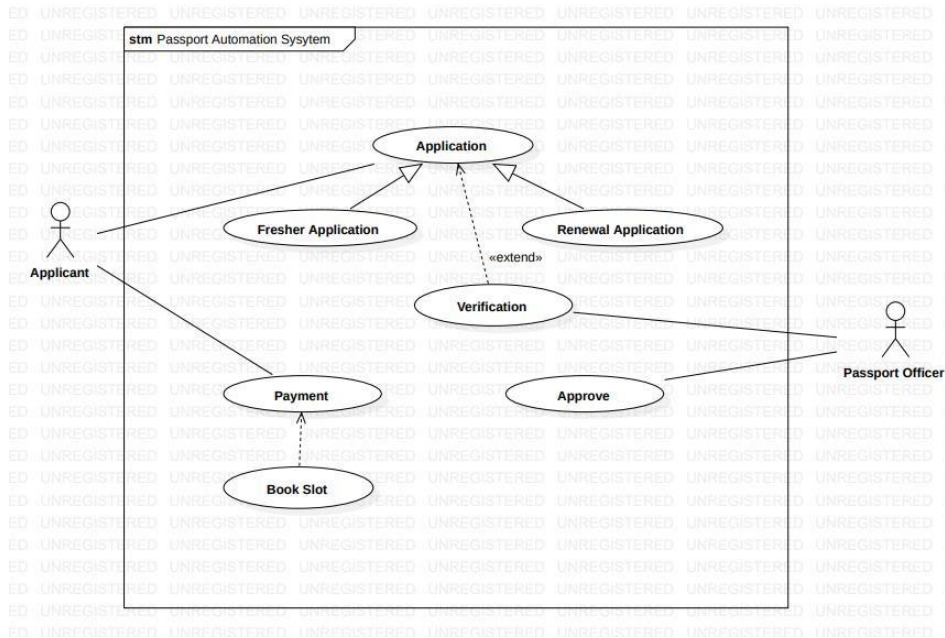 stm Passport Automation Sysytem
Application
Fresher Application
Renewal Application
Applicant
«extend»
Verification
Passport Officer
Payment
Approve
Book Slot
UNREGISTERED